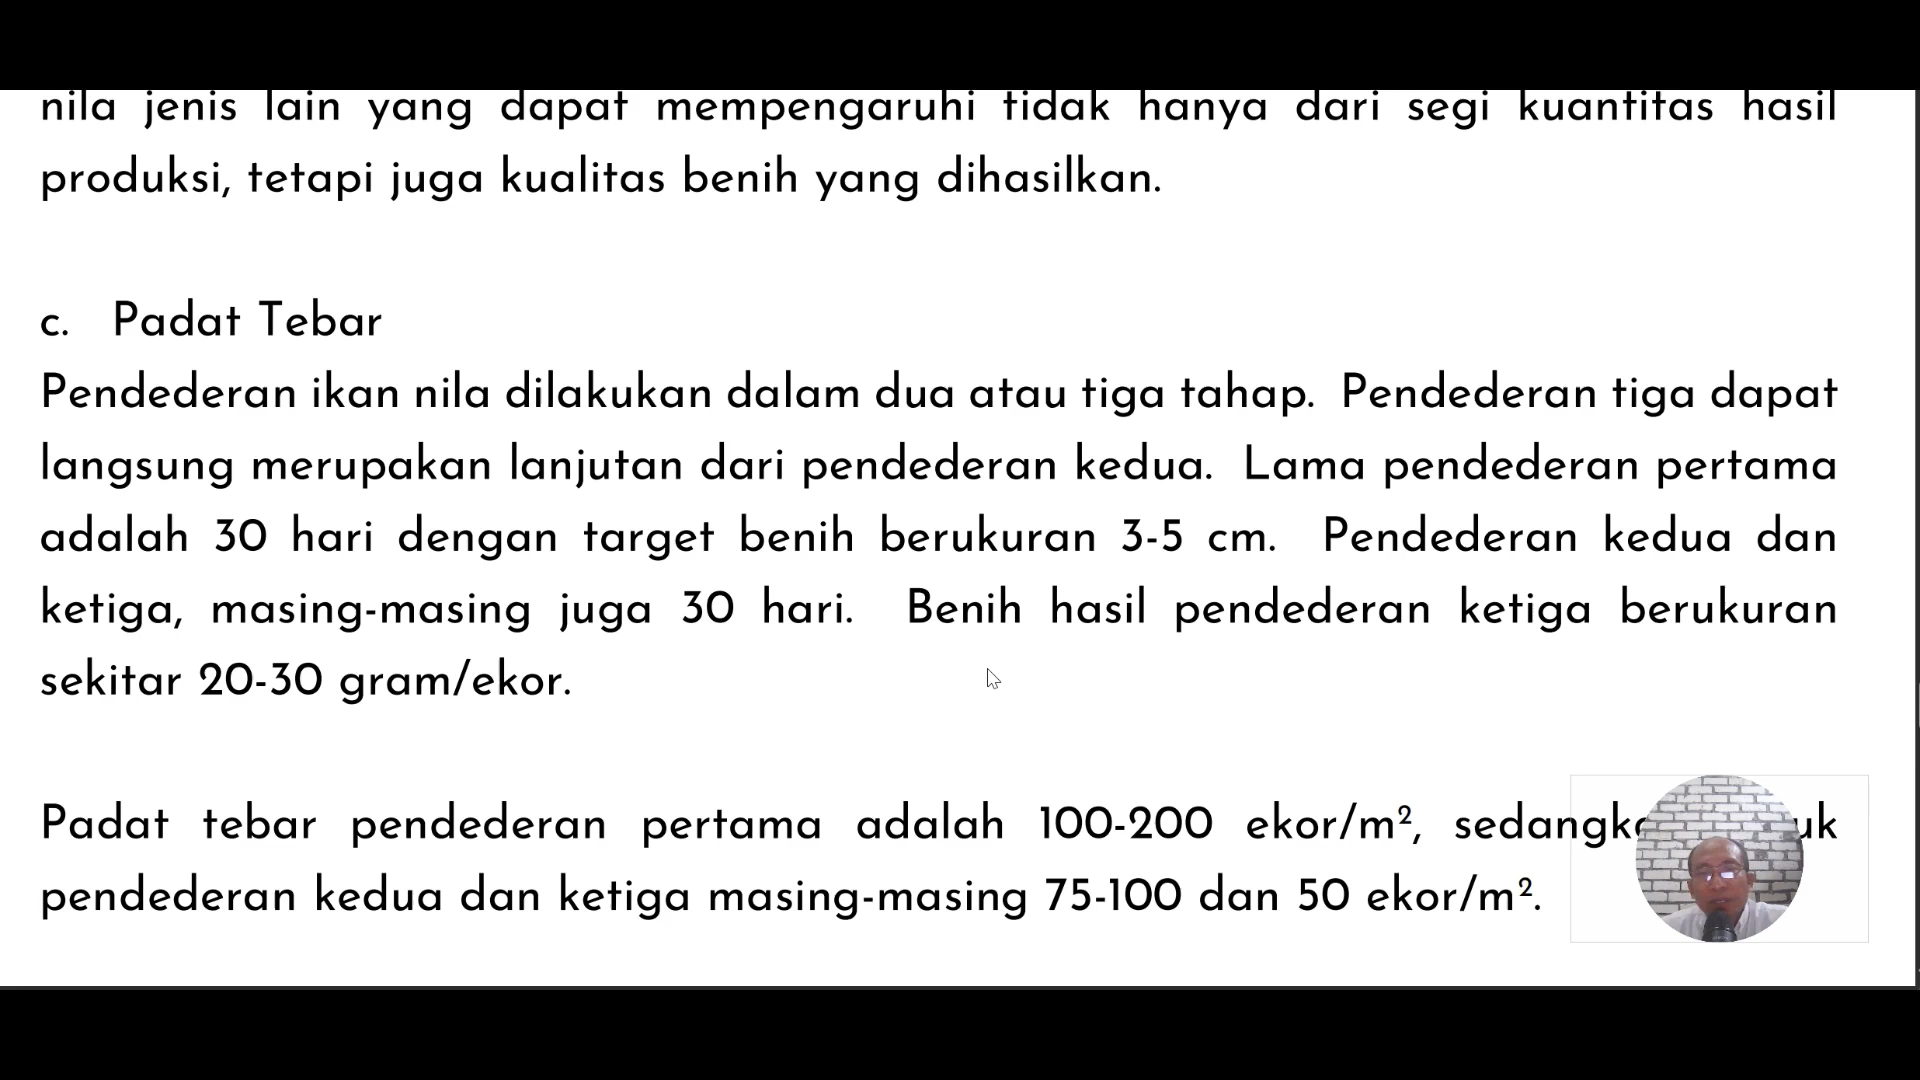 nila jenis lain yang dapat mempengaruhi tidak hanya dari segi kuantitas hasil
produksi, tetapi juga kualitas benih yang dihasilkan.
c. Padat Tebar
Pendederan ikan nila dilakukan dalam dua atau tiga tahap. Pendederan tiga dapat
langsung merupakan lanjutan dari pendederan kedua. Lama pendederan pertama
adalah 30 hari dengan target benih berukuran 3-5 cm. Pendederan kedua dan
ketiga, masing-masing juga 30 hari. Benih hasil pendederan ketiga berukuran
sekitar 20-30 gram/ekor.
Padat tebar pendederan pertama adalah 100-200 ekor/m²,
pendederan kedua dan ketiga masing-masing 75-100 dan 50 ekor/m².